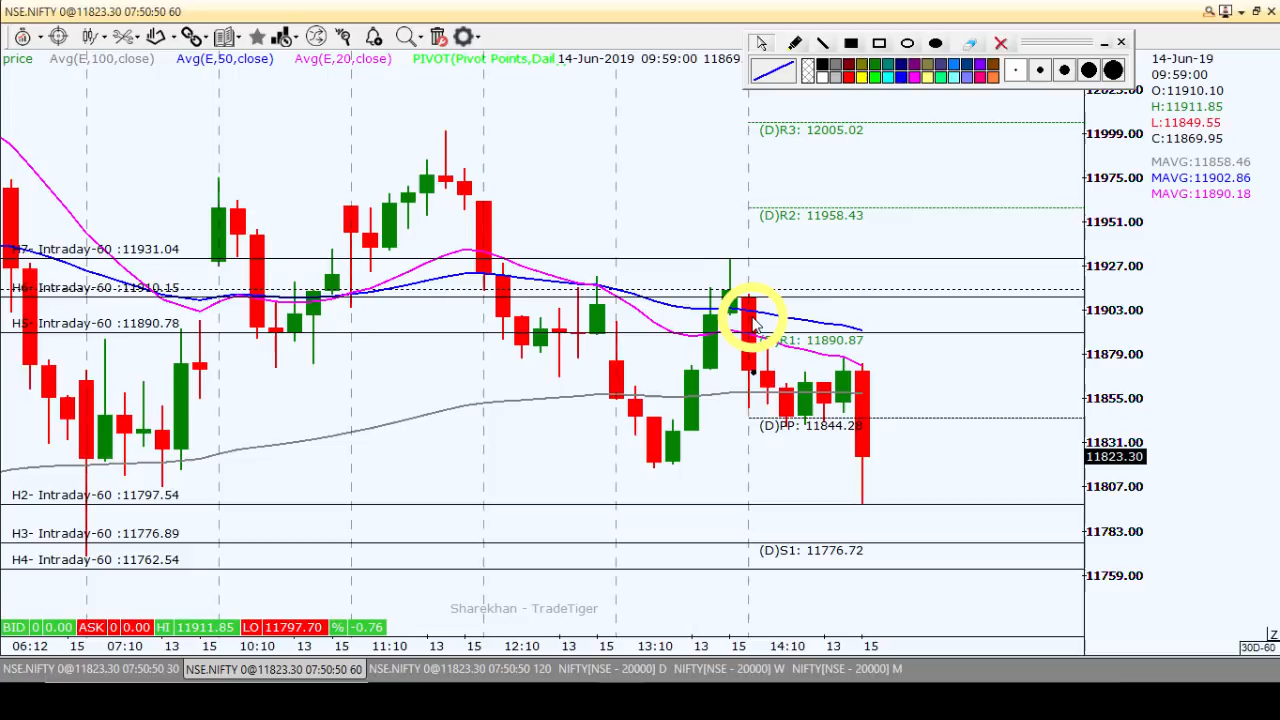 NSE.NIFTY 0@11823.30 07:50:50 60
price Avg(E,100,close) Avg(E,50,close) Avg(E,20,close) PIVOT(Pivot Points,Dail 14-Jun-2019 09:59:00 11869
14-Jun-19
09:59:00
O:11910.10
H:11911.85
L:11849.55
C:11869.95
MAVG:11858.46
MAVG:11902.86
MAVG:11890.18
11999.00
11975.00
11951.00
11927.00
11903.00
11879.00
11855.00
11831.00
11823.30
11807.00
11783.00
11759.00
(D)R3: 12005.02
(D)R2: 11958.43
(D)R1: 11890.87
(D)PP: 11844.28
(D)S1: 11776.72
H7- Intraday-60 :11931.04
H6- Intraday-60 :11910.15
H5- Intraday-60 :11890.78
H2- Intraday-60 :11797.54
H3- Intraday-60 :11776.89
H4- Intraday-60 :11762.54
Sharekhan - TradeTiger
BID 0 0.00 ASK 0 0.00 HI 11911.85 LO 11797.70 % -0.76
06:12 15 07:10 13 15 10:10 13 15 11:10 13 15 12:10 13 15 13:10 13 15 14:10 13 15
Z
30D-60
NSE.NIFTY 0@11823.30 07:50:50 30 NSE.NIFTY 0@11823.30 07:50:50 60 NSE.NIFTY 0@11823.30 07:50:50 120 NIFTY[NSE - 20000] D NIFTY[NSE - 20000] W NIFTY[NSE - 20000] M